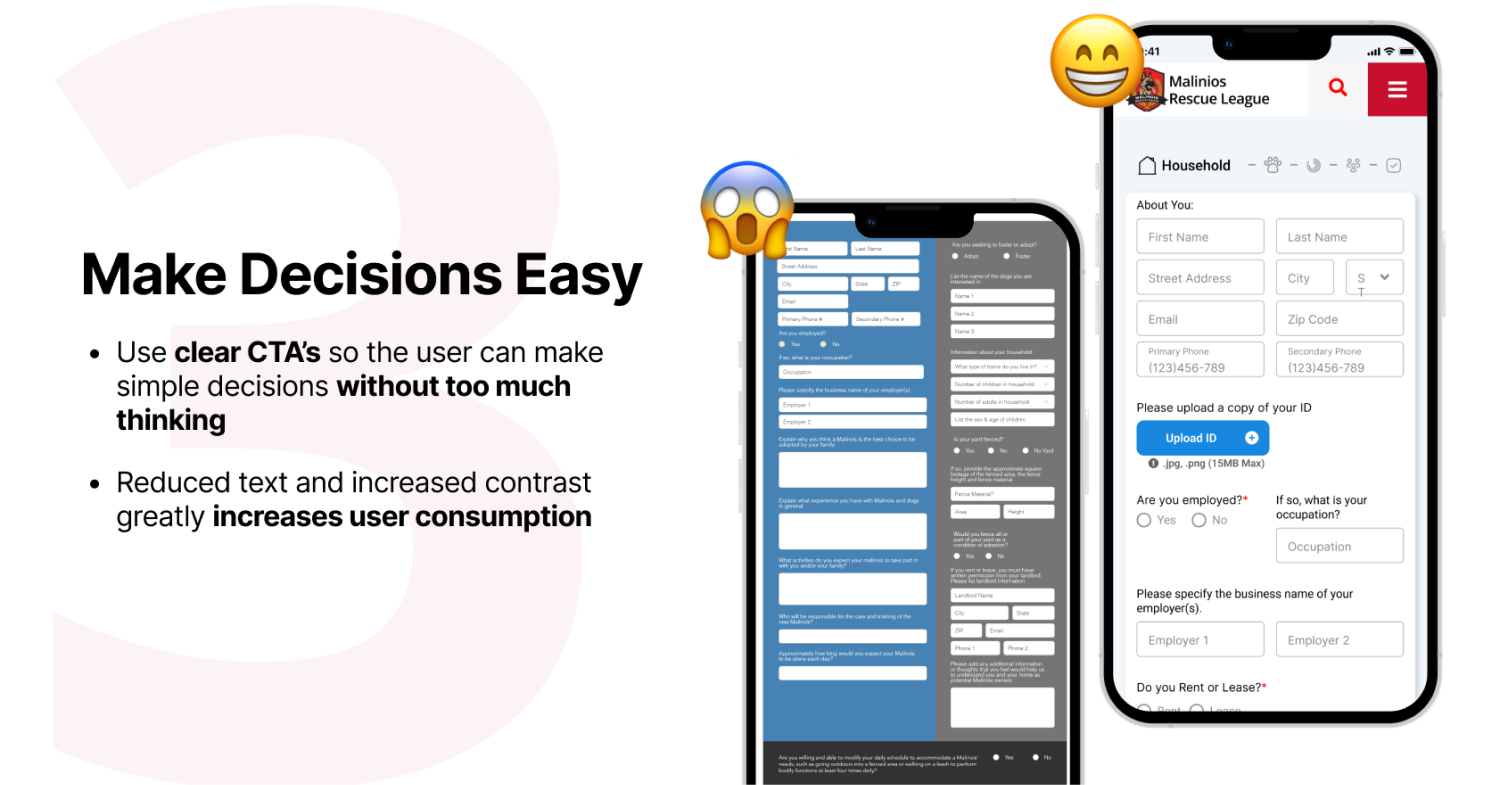 3
Make Decisions Easy
• Use clear CTA's so the user can make
simple decisions without too much
thinking
• Reduced text and increased contrast
greatly increases user consumption
First Name
Last Name
Street Address
City
State
ZIP
Email
Primary Phone #
Secondary Phone #
Are you employed?
Yes
No
If so, what is your occupation?
Occupation
Please specify the business name of your employer(s)
Employer 1
Employer 2
Explain why you think a Malinois is the best choice to be
adopted by your family
Explain what experience you have with Malinois and dogs
in general
What activities do you expect your malinois to take part in
with you and/or your family?
Who will be responsible for the care and training of the
new Malinois?
Approximately how long would you expect your Malinois
to be alone each day?
Are you seeking to foster or adopt?
Adopt
Foster
List the name of the dogs you are
interested in
Name 1
Name 2
Name 3
Information about your household
What type of home do you live in?
Number of children in household
Number of adults in household
List the sex & age of children
Is your yard fenced?
Yes
No
No Yard
If so, provide the approximate square
footage of the fenced area, the fence
height and fence material
Fence Material?
Area
Height
Would you fence all or
part of your yard as a
condition of adoption?
Yes
No
If you rent or lease, you must have
written permission from your landlord
Please list landlord information
Landlord Name
City
State
ZIP
Email
Phone 1
Phone 2
Please add any additional information
or thoughts that you feel would help us
to understand you and your home as
potential Malinois owners:
Are you willing and able to modify your daily schedule to accommodate a Malinois'
needs, such as going outdoors into a fenced area or walking on a leash to perform
bodily functions at least four times daily?
Yes
No
:41
Malinios
Rescue League
Household
About You:
First Name
Last Name
Street Address
City
S
T
Email
Zip Code
Primary Phone
(123)456-789
Secondary Phone
(123)456-789
Please upload a copy of your ID
Upload ID
.jpg, .png (15MB Max)
Are you employed?*
Yes
No
If so, what is your
occupation?
Occupation
Please specify the business name of your
employer(s).
Employer 1
Employer 2
Do you Rent or Lease?*
Rent
Lease